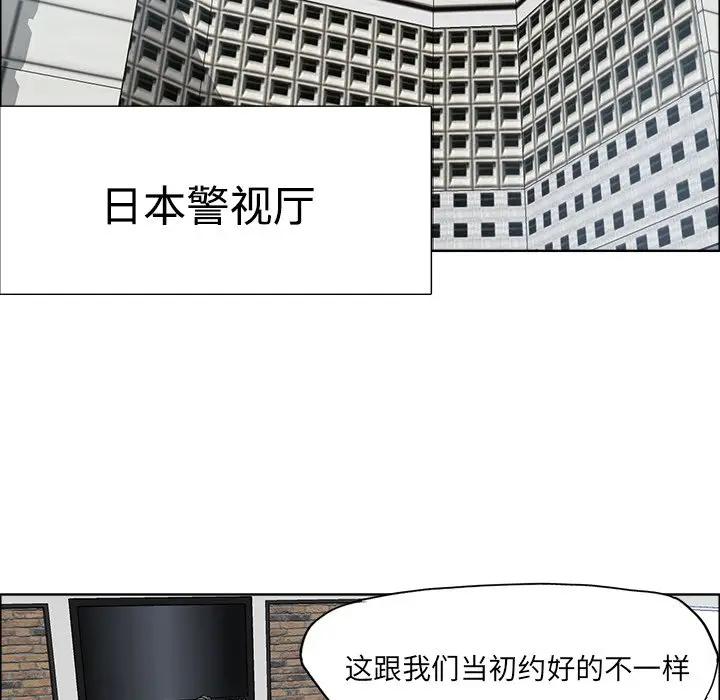 日本警视厅
这跟我们当初约好的不一样